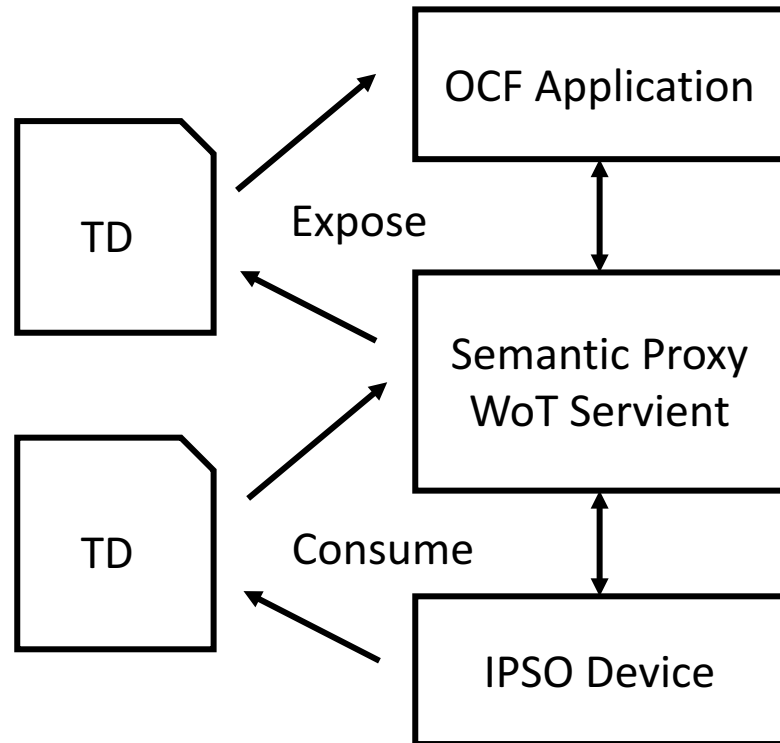 OCF Application
TD
Expose
Semantic Proxy
WoT Servient
TD
Consume
IPSO Device